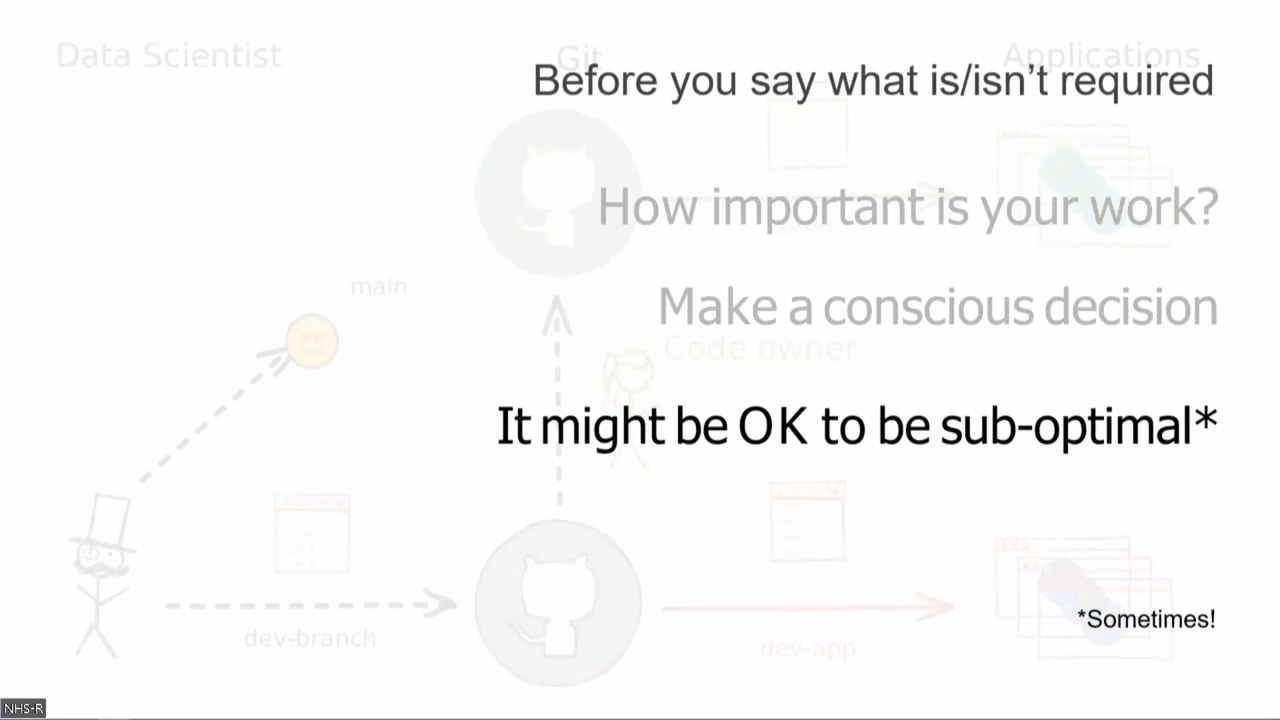 Data Scientist
Git
Applications
Before you say what is/isn't required
How important is your work?
main
Make a conscious decision
Code owner
It might be OK to be sub-optimal*
*Sometimes!
dev-branch
dev-app
NHS-R